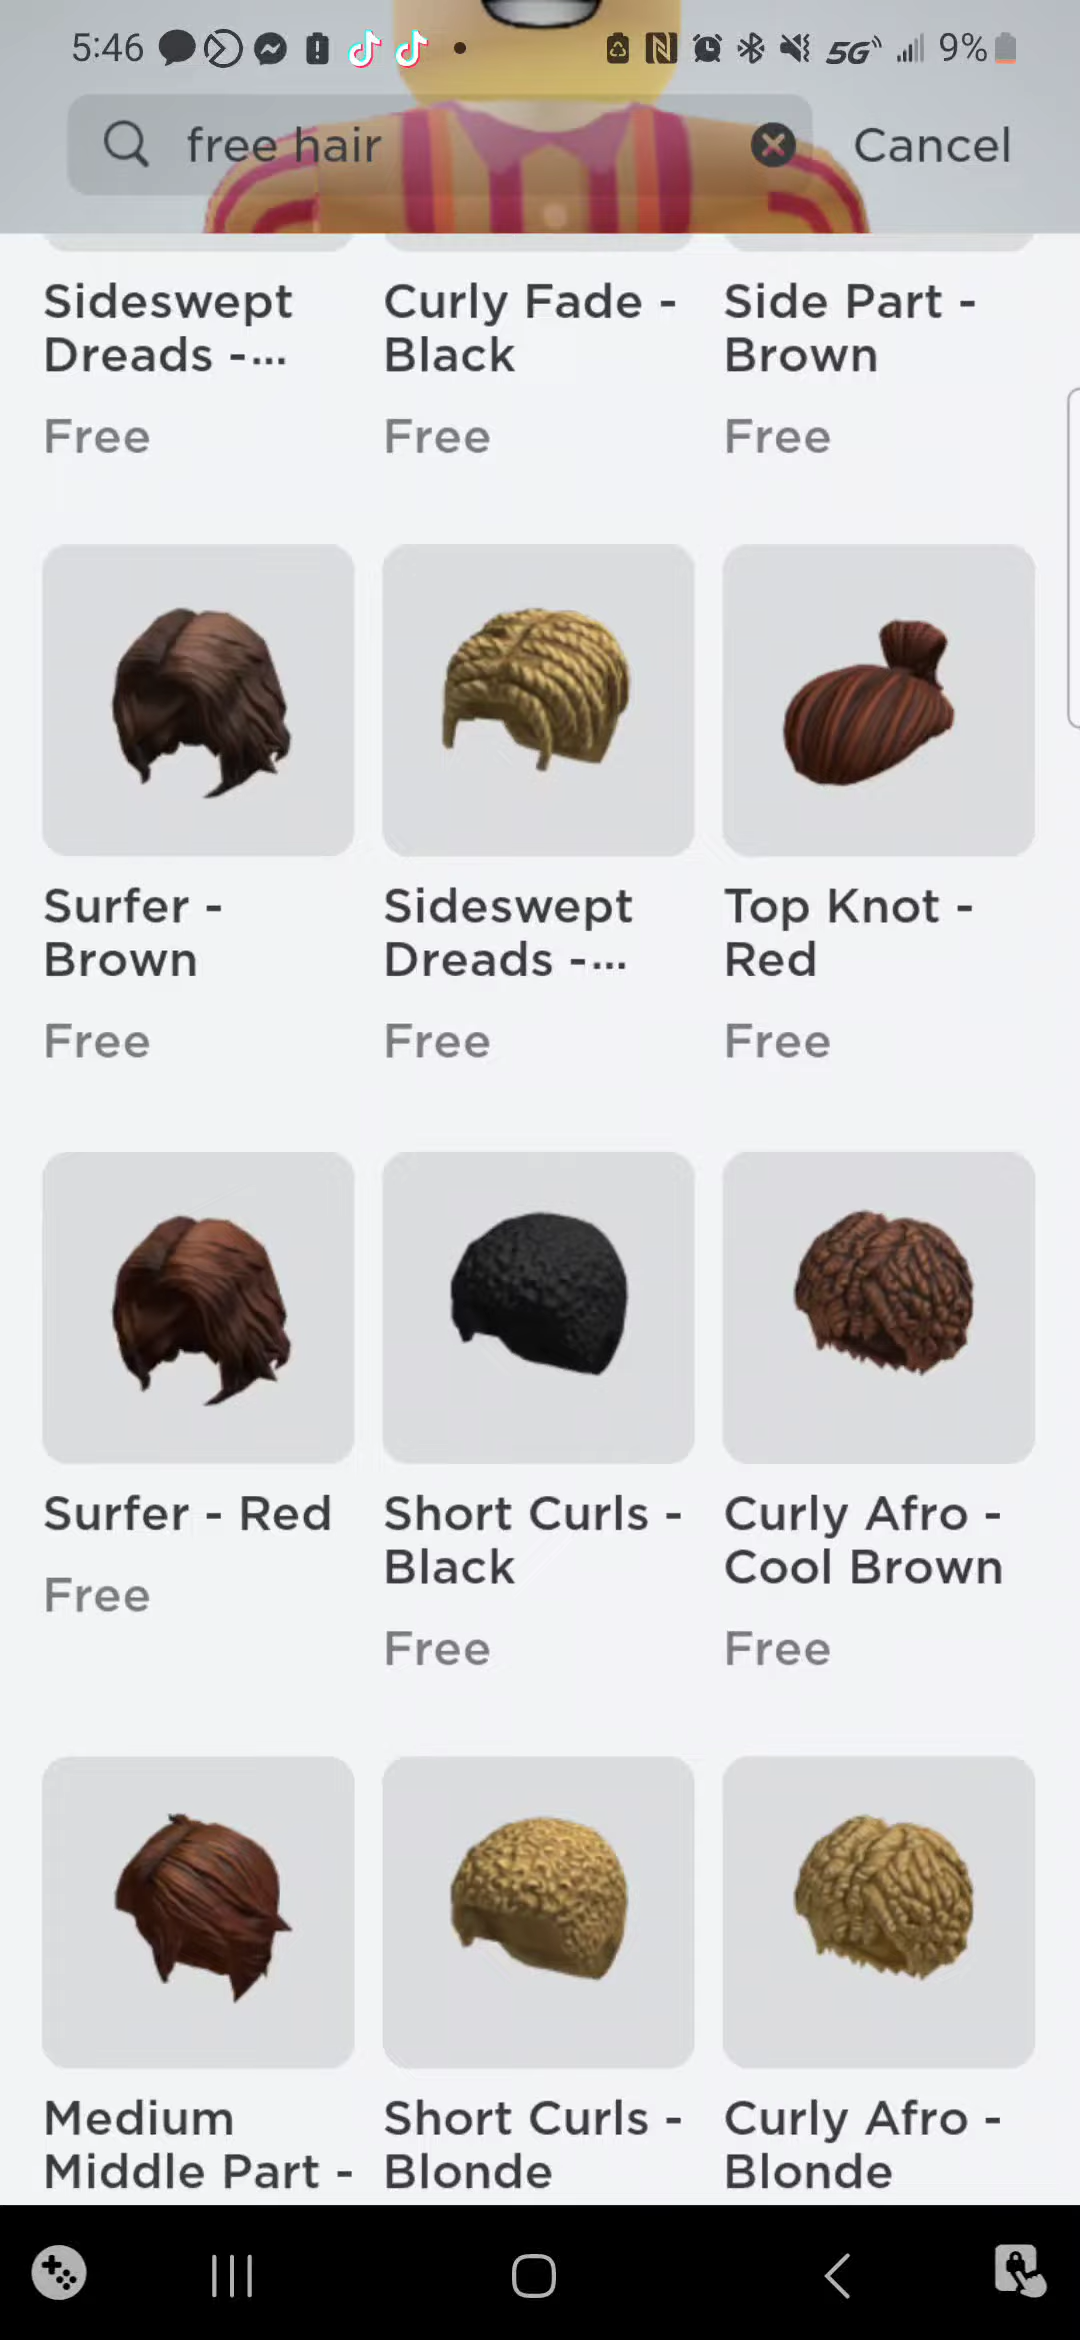 5:46
5G
9%
free hair
Cancel
Sideswept
Dreads -...
Free
Curly Fade -
Black
Free
Side Part -
Brown
Free
Surfer -
Brown
Free
Sideswept
Dreads -...
Free
Top Knot -
Red
Free
Surfer - Red
Free
Short Curls -
Black
Free
Curly Afro -
Cool Brown
Free
Medium
Middle Part -
Short Curls -
Blonde
Curly Afro -
Blonde